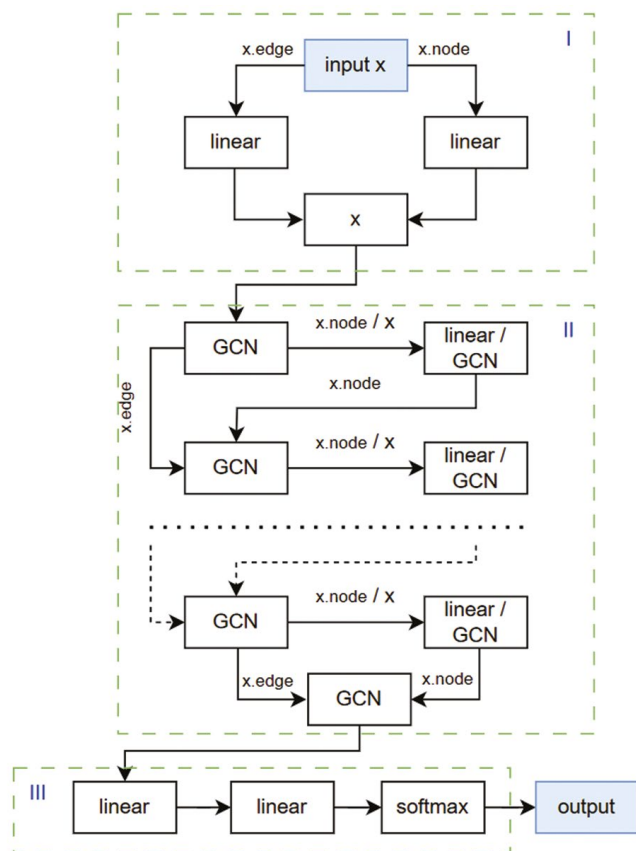 I
x.edge
input x
x.node
linear
linear
x
II
GCN
x.node / x
linear /
GCN
x.edge
x.node
GCN
x.node / x
linear /
GCN
GCN
x.node / x
linear /
GCN
x.edge
GCN
x.node
III
linear
linear
softmax
output